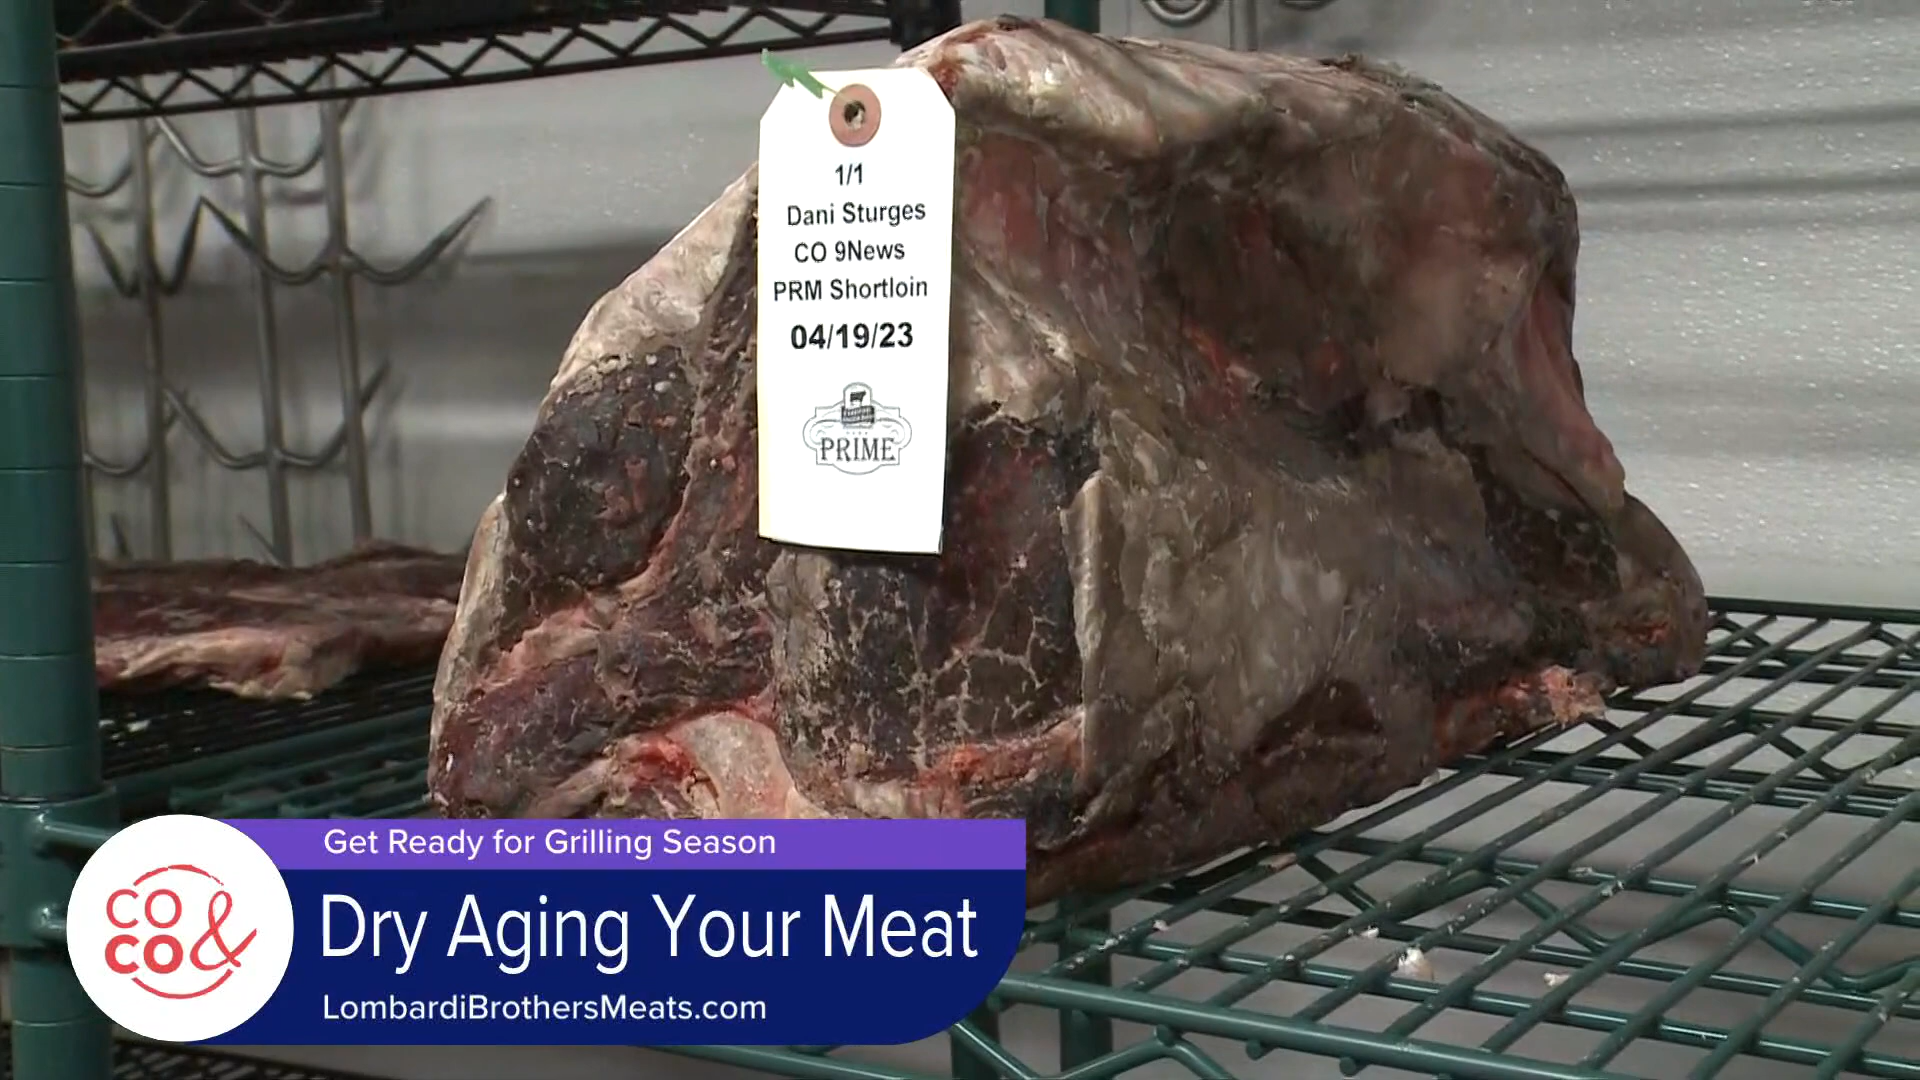 1/1
Dani Sturges
CO 9News
PRM Shortloin
04/19/23
PRIME
Get Ready for Grilling Season
Dry Aging Your Meat
LombardiBrothersMeats.com
CO &
CO